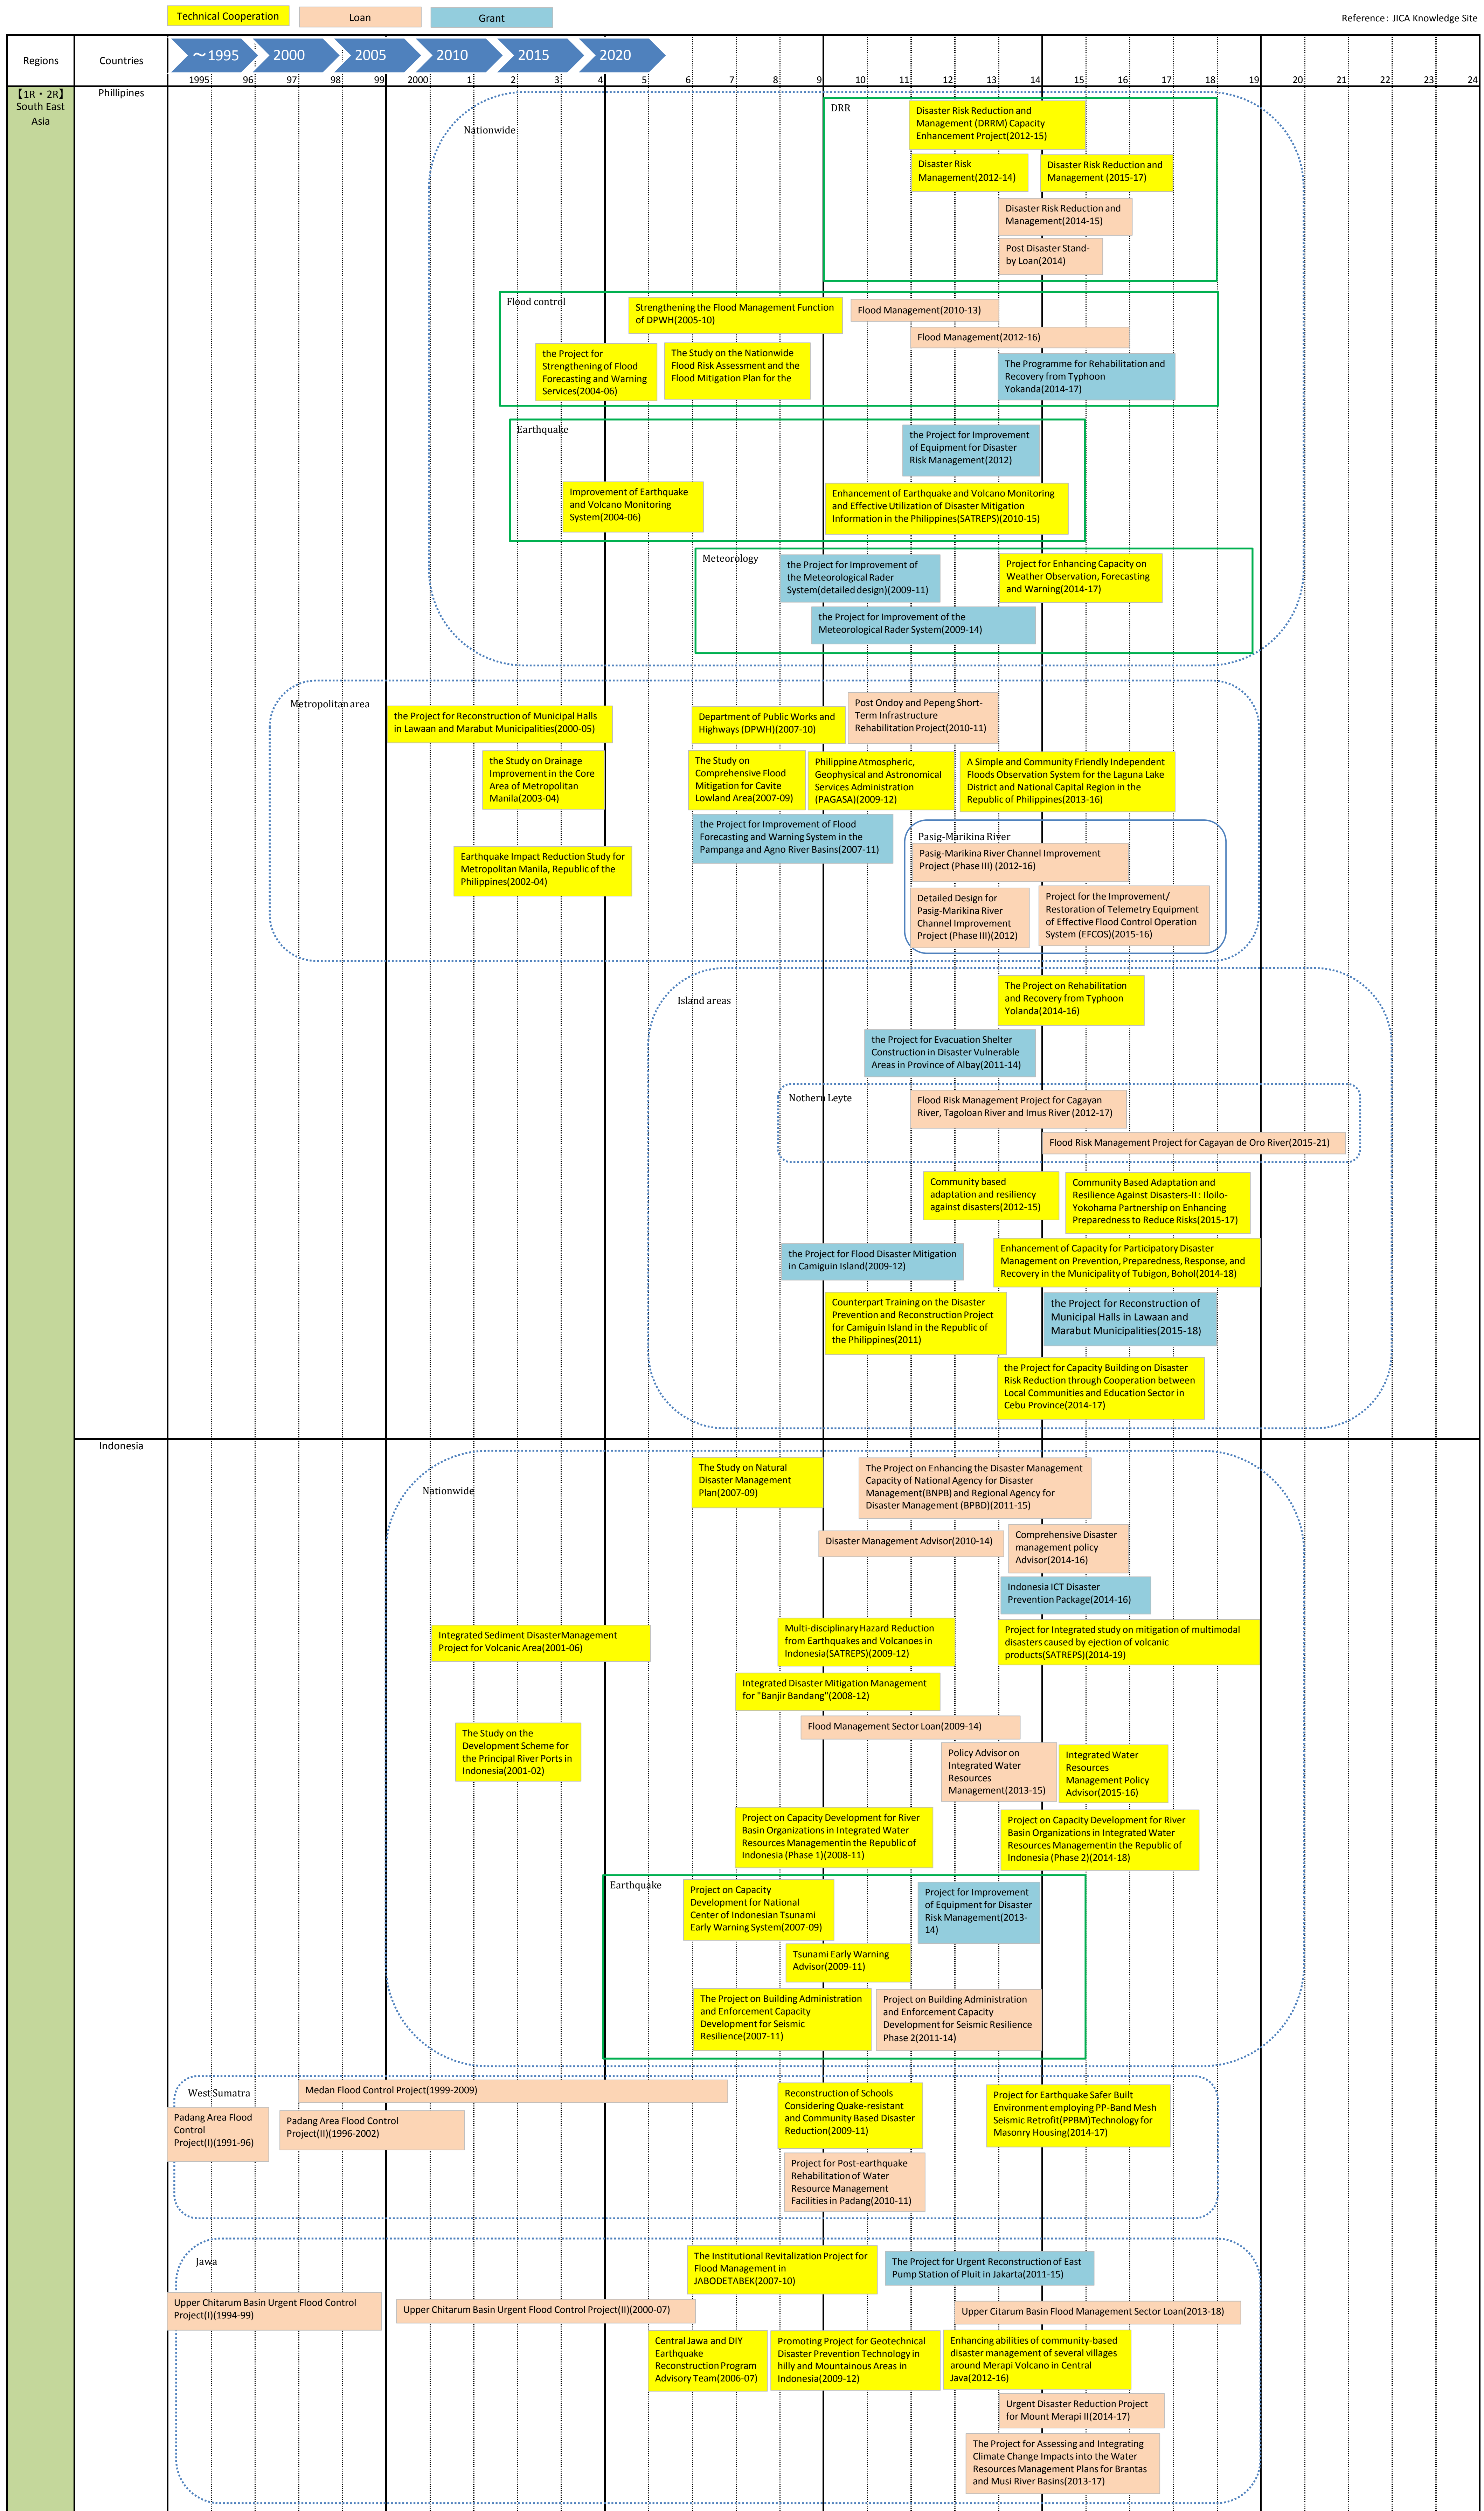 Technical Cooperation
Loan
Grant
Reference: JICA Knowledge Site
Regions
Countries
～1995
2000
2005
2010
2015
2020
1995 96 97 98 99 2000 1 2 3 4 5 6 7 8 9 10 11 12 13 14 15 16 17 18 19 20 21 22 23 24
【1R・2R】
South East
Asia
Phillipines
Nationwide
DRR
Disaster Risk Reduction and
Management (DRRM) Capacity
Enhancement Project(2012-15)
Disaster Risk
Management(2012-14)
Disaster Risk Reduction and
Management (2015-17)
Disaster Risk Reduction and
Management(2014-15)
Post Disaster Stand-
by Loan(2014)
Flood control
Strengthening the Flood Management Function
of DPWH(2005-10)
Flood Management(2010-13)
Flood Management(2012-16)
the Project for
Strengthening of Flood
Forecasting and Warning
Services(2004-06)
The Study on the Nationwide
Flood Risk Assessment and the
Flood Mitigation Plan for the
The Programme for Rehabilitation and
Recovery from Typhoon
Yokanda(2014-17)
Earthquake
the Project for Improvement
of Equipment for Disaster
Risk Management(2012)
Improvement of Earthquake
and Volcano Monitoring
System(2004-06)
Enhancement of Earthquake and Volcano Monitoring
and Effective Utilization of Disaster Mitigation
Information in the Philippines(SATREPS)(2010-15)
Meteorology
the Project for Improvement of
the Meteorological Rader
System(detailed design)(2009-11)
Project for Enhancing Capacity on
Weather Observation, Forecasting
and Warning(2014-17)
the Project for Improvement of the
Meteorological Rader System(2009-14)
Metropolitan area
the Project for Reconstruction of Municipal Halls
in Lawaan and Marabut Municipalities(2000-05)
Department of Public Works and
Highways (DPWH)(2007-10)
Post Ondoy and Pepeng Short-
Term Infrastructure
Rehabilitation Project(2010-11)
the Study on Drainage
Improvement in the Core
Area of Metropolitan
Manila(2003-04)
The Study on
Comprehensive Flood
Mitigation for Cavite
Lowland Area(2007-09)
Philippine Atmospheric,
Geophysical and Astronomical
Services Administration
(PAGASA)(2009-12)
A Simple and Community Friendly Independent
Floods Observation System for the Laguna Lake
District and National Capital Region in the
Republic of Philippines(2013-16)
the Project for Improvement of Flood
Forecasting and Warning System in the
Pampanga and Agno River Basins(2007-11)
Earthquake Impact Reduction Study for
Metropolitan Manila, Republic of the
Philippines(2002-04)
Pasig-Marikina River
Pasig-Marikina River Channel Improvement
Project (Phase III) (2012-16)
Detailed Design for
Pasig-Marikina River
Channel Improvement
Project (Phase III)(2012)
Project for the Improvement/
Restoration of Telemetry Equipment
of Effective Flood Control Operation
System (EFCOS)(2015-16)
Island areas
The Project on Rehabilitation
and Recovery from Typhoon
Yolanda(2014-16)
the Project for Evacuation Shelter
Construction in Disaster Vulnerable
Areas in Province of Albay(2011-14)
Nothern Leyte
Flood Risk Management Project for Cagayan
River, Tagoloan River and Imus River (2012-17)
Flood Risk Management Project for Cagayan de Oro River(2015-21)
Community based
adaptation and resiliency
against disasters(2012-15)
Community Based Adaptation and
Resilience Against Disasters-II : Iloilo-
Yokohama Partnership on Enhancing
Preparedness to Reduce Risks(2015-17)
the Project for Flood Disaster Mitigation
in Camiguin Island(2009-12)
Enhancement of Capacity for Participatory Disaster
Management on Prevention, Preparedness, Response, and
Recovery in the Municipality of Tubigon, Bohol(2014-18)
Counterpart Training on the Disaster
Prevention and Reconstruction Project
for Camiguin Island in the Republic of
the Philippines(2011)
the Project for Reconstruction of
Municipal Halls in Lawaan and
Marabut Municipalities(2015-18)
the Project for Capacity Building on Disaster
Risk Reduction through Cooperation between
Local Communities and Education Sector in
Cebu Province(2014-17)
Indonesia
Nationwide
The Study on Natural
Disaster Management
Plan(2007-09)
The Project on Enhancing the Disaster Management
Capacity of National Agency for Disaster
Management(BNPB) and Regional Agency for
Disaster Management (BPBD)(2011-15)
Disaster Management Advisor(2010-14)
Comprehensive Disaster
management policy
Advisor(2014-16)
Indonesia ICT Disaster
Prevention Package(2014-16)
Integrated Sediment DisasterManagement
Project for Volcanic Area(2001-06)
Multi-disciplinary Hazard Reduction
from Earthquakes and Volcanoes in
Indonesia(SATREPS)(2009-12)
Project for Integrated study on mitigation of multimodal
disasters caused by ejection of volcanic
products(SATREPS)(2014-19)
Integrated Disaster Mitigation Management
for "Banjir Bandang"(2008-12)
Flood Management Sector Loan(2009-14)
The Study on the
Development Scheme for
the Principal River Ports in
Indonesia(2001-02)
Policy Advisor on
Integrated Water
Resources
Management(2013-15)
Integrated Water
Resources
Management Policy
Advisor(2015-16)
Project on Capacity Development for River
Basin Organizations in Integrated Water
Resources Managementin the Republic of
Indonesia (Phase 1)(2008-11)
Project on Capacity Development for River
Basin Organizations in Integrated Water
Resources Managementin the Republic of
Indonesia (Phase 2)(2014-18)
Earthquake
Project on Capacity
Development for National
Center of Indonesian Tsunami
Early Warning System(2007-09)
Project for Improvement
of Equipment for Disaster
Risk Management(2013-
14)
Tsunami Early Warning
Advisor(2009-11)
The Project on Building Administration
and Enforcement Capacity
Development for Seismic
Resilience(2007-11)
Project on Building Administration
and Enforcement Capacity
Development for Seismic Resilience
Phase 2(2011-14)
West Sumatra
Medan Flood Control Project(1999-2009)
Padang Area Flood
Control
Project(I)(1991-96)
Padang Area Flood Control
Project(II)(1996-2002)
Reconstruction of Schools
Considering Quake-resistant
and Community Based Disaster
Reduction(2009-11)
Project for Earthquake Safer Built
Environment employing PP-Band Mesh
Seismic Retrofit(PPBM)Technology for
Masonry Housing(2014-17)
Project for Post-earthquake
Rehabilitation of Water
Resource Management
Facilities in Padang(2010-11)
Jawa
The Institutional Revitalization Project for
Flood Management in
JABODETABEK(2007-10)
The Project for Urgent Reconstruction of East
Pump Station of Pluit in Jakarta(2011-15)
Upper Chitarum Basin Urgent Flood Control
Project(I)(1994-99)
Upper Chitarum Basin Urgent Flood Control Project(II)(2000-07)
Upper Citarum Basin Flood Management Sector Loan(2013-18)
Central Jawa and DIY
Earthquake
Reconstruction Program
Advisory Team(2006-07)
Promoting Project for Geotechnical
Disaster Prevention Technology in
hilly and Mountainous Areas in
Indonesia(2009-12)
Enhancing abilities of community-based
disaster management of several villages
around Merapi Volcano in Central
Java(2012-16)
Urgent Disaster Reduction Project
for Mount Merapi II(2014-17)
The Project for Assessing and Integrating
Climate Change Impacts into the Water
Resources Management Plans for Brantas
and Musi River Basins(2013-17)